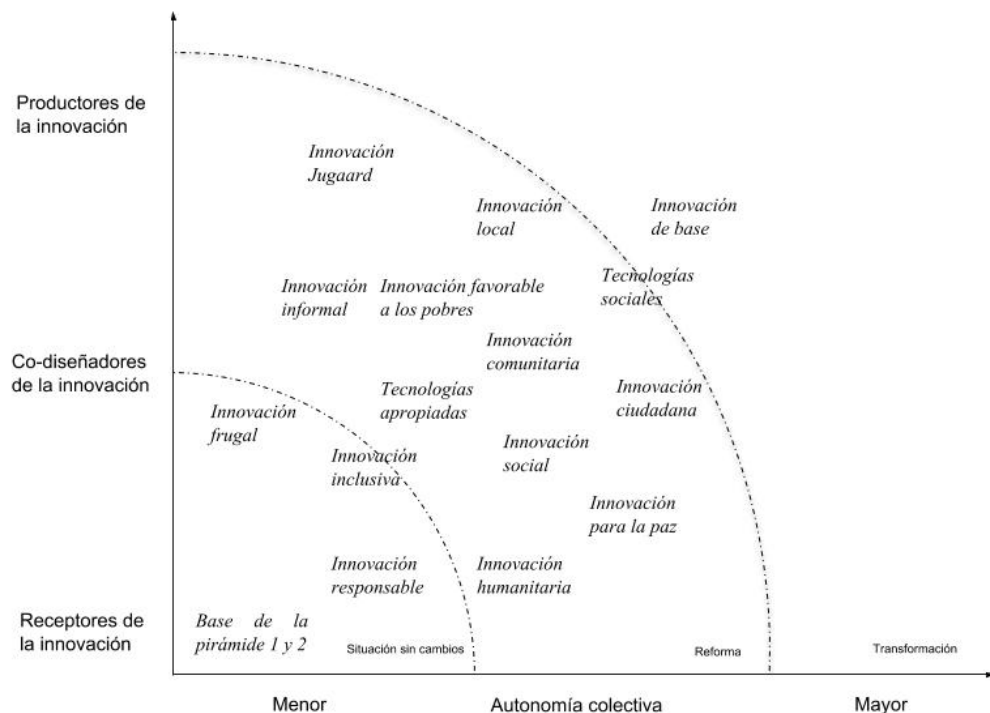 Productores de
la innovación
Innovación
Jugaard
Innovación
local
Innovación
de base
Innovación
informal
Innovación favorable
a los pobres
Tecnologías
sociales
Innovación
comunitaria
Co-diseñadores
de la innovación
Tecnologías
apropiadas
Innovación
ciudadana
Innovación
frugal
Innovación
inclusiva
Innovación
social
Innovación
para la paz
Innovación
responsable
Innovación
humanitaria
Receptores de
la innovación
Base de la
pirámide 1 y 2
Situación sin cambios
Reforma
Transformación
Menor
Autonomía colectiva
Mayor